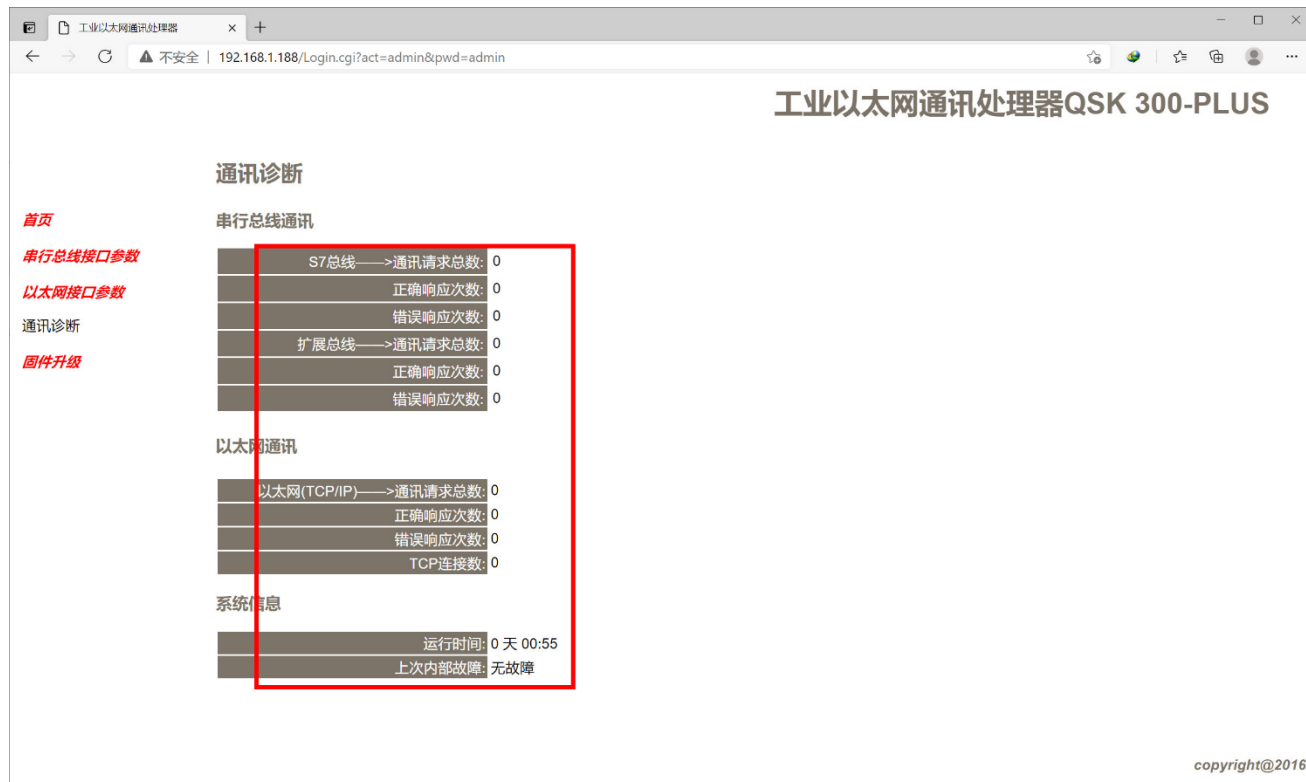 工业以太网通讯处理器
不安全 | 192.168.1.188/Login.cgi?act=admin&pwd=admin
工业以太网通讯处理器QSK 300-PLUS
通讯诊断
首页
串行总线接口参数
以太网接口参数
通讯诊断
固件升级
串行总线通讯
S7总线——>通讯请求总数: 0
正确响应次数: 0
错误响应次数: 0
扩展总线——>通讯请求总数: 0
正确响应次数: 0
错误响应次数: 0
以太网通讯
以太网(TCP/IP)——>通讯请求总数: 0
正确响应次数: 0
错误响应次数: 0
TCP连接数: 0
系统信息
运行时间: 0 天 00:55
上次内部故障: 无故障
copyright@2016